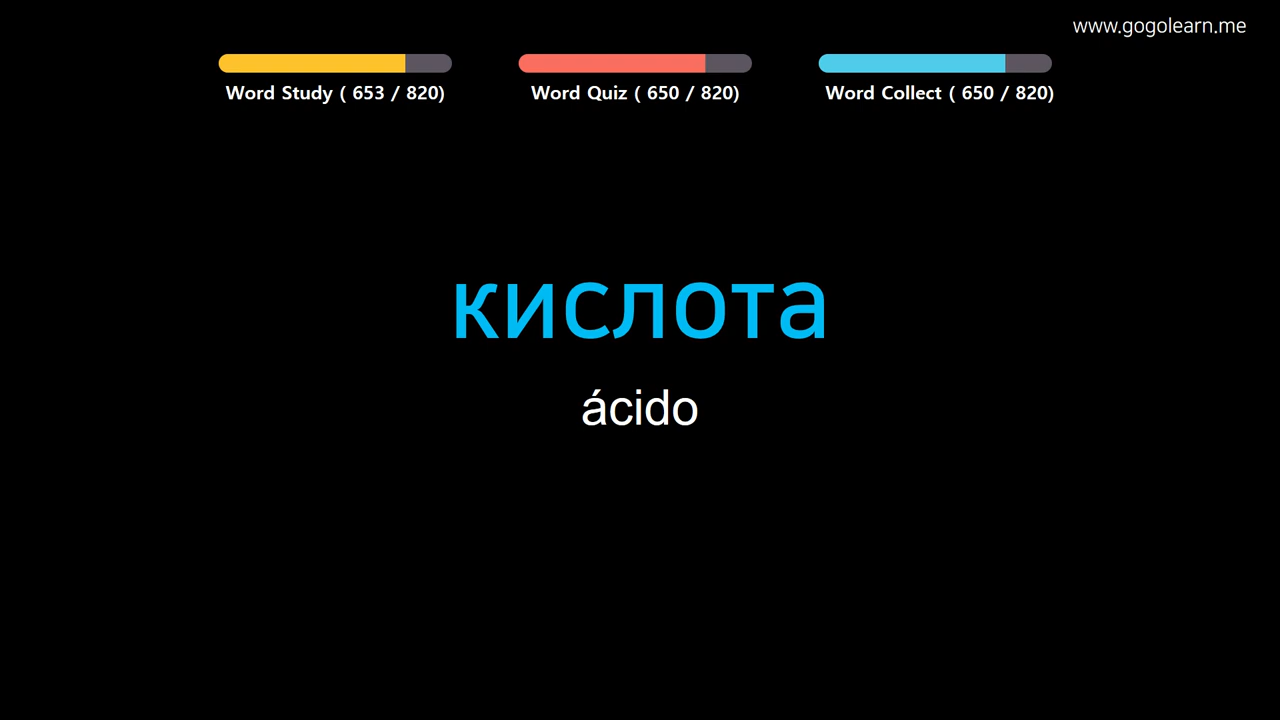 www.gogolearn.me
Word Study ( 653 / 820)
Word Quiz ( 650 / 820)
Word Collect ( 650 / 820)
кислота
ácido